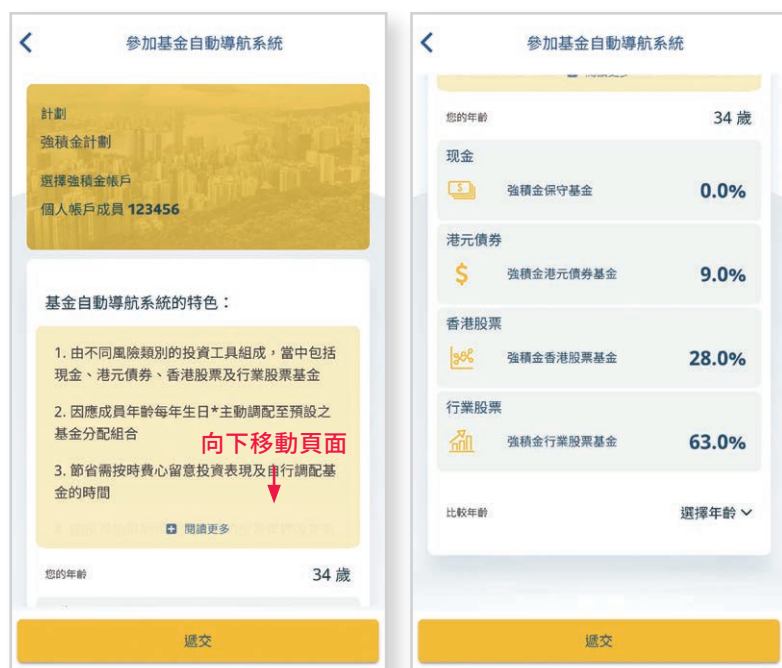 參加基金自動導航系統
計劃
強積金計劃
選擇強積金帳戶
個人帳戶成員 123456
基金自動導航系統的特色：
1. 由不同風險類別的投資工具組成，當中包括
現金、港元債券、香港股票及行業股票基金
2. 因應成員年齡每年生日*主動調配至預設之
基金分配組合
向下移動頁面
3. 節省需按時費心留意投資表現及自行調配基
金的時間
閱讀更多
您的年齡 34 歲
遞交
參加基金自動導航系統
您的年齡 34 歲
现金
強積金保守基金 0.0%
港元債券
強積金港元債券基金 9.0%
香港股票
強積金香港股票基金 28.0%
行業股票
強積金行業股票基金 63.0%
比較年齡 選擇年齡
遞交